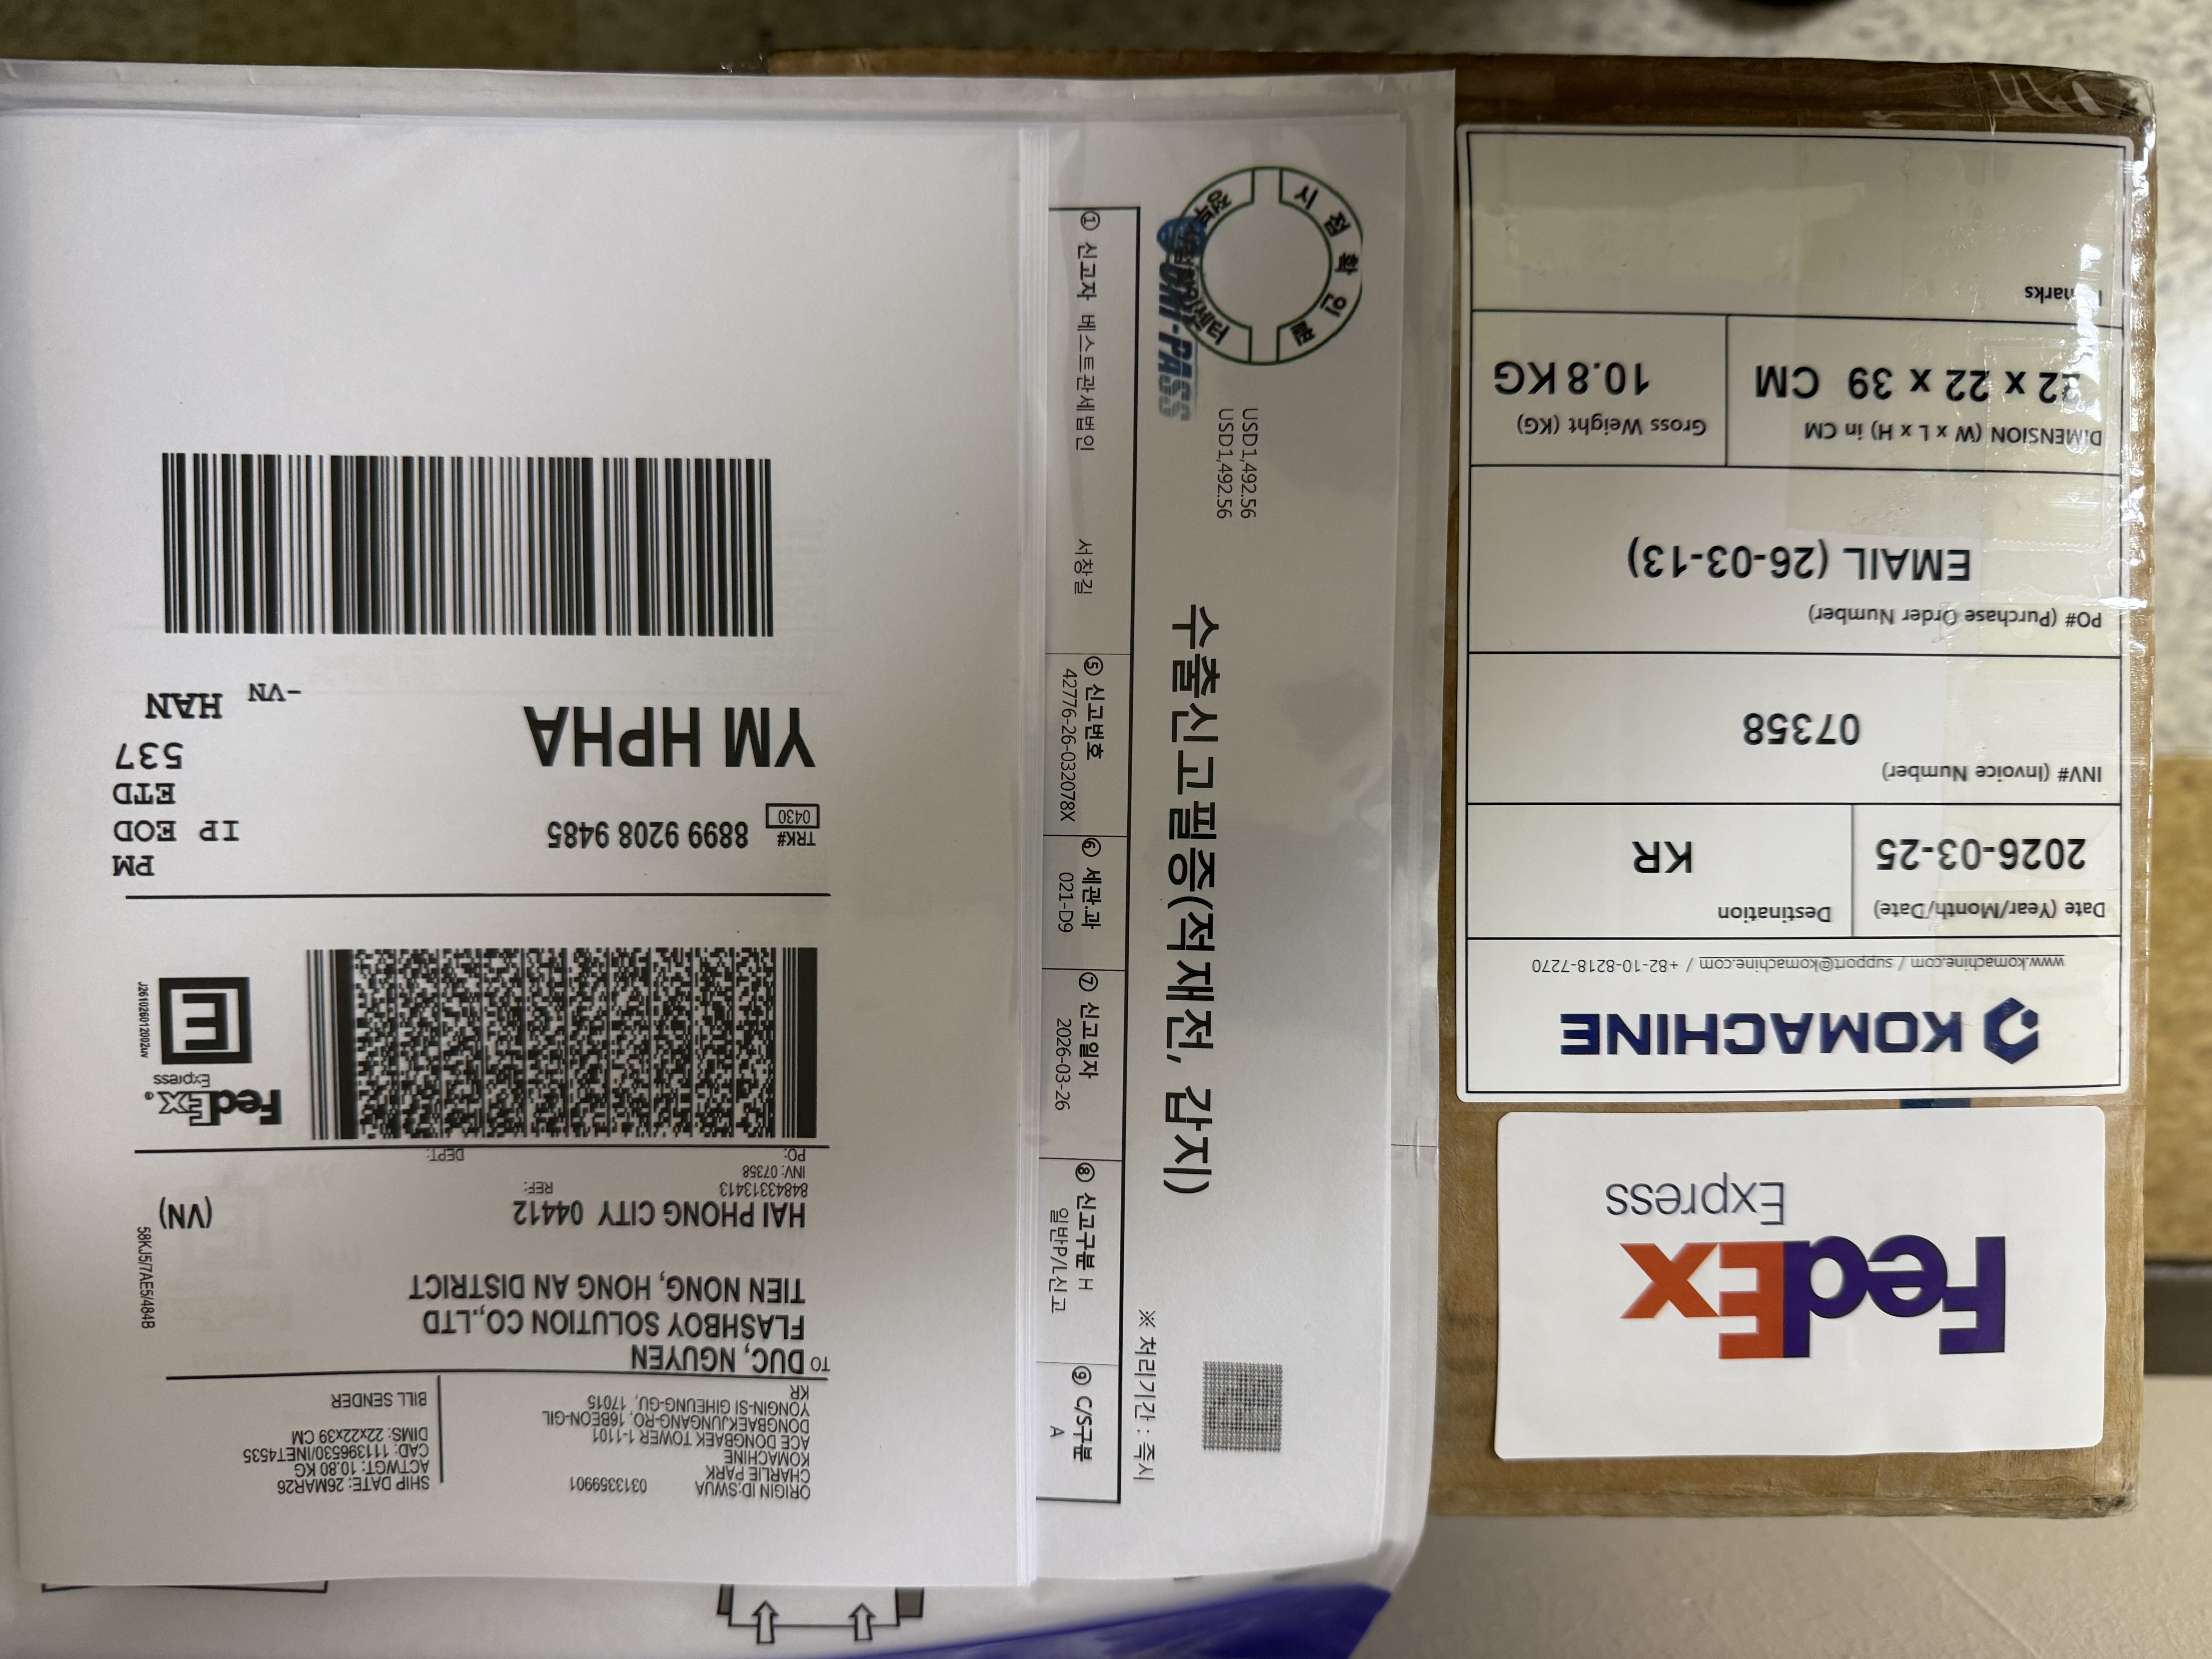 ORIGIN ID:SWUA 0313359901
CHARLIE PARK
KOMACHINE
ACE DONGBAEK TOWER 1-1101
DONGBAEKJUNGANG-RO, 16BEON-GIL
YONGIN-SI GIHEUNG-GU, 17015
KR
SHIP DATE: 26MAR26
ACTWGT: 10.80 KG
CAD: 111396530/INET4535
DIMS: 22x22x39 CM
BILL SENDER
TO DUC, NGUYEN
FLASHBOY SOLUTION CO.,LTD
TIEN NONG, HONG AN DISTRICT
HAI PHONG CITY 04412
(VN)
84843313413
REF:
INV: 07358
PO:
DEPT:
58KJ5/7AE5/484B
FedEx
Express
E
J261026012002uv
TRK# 8899 9208 9485
0430
PM
IP EOD
ETD
537
YM HPHA
-VN HAN
UNI-PASS
USD1,492.56
USD1,492.56
수출신고필증(적재전, 갑지)
※ 처리기간 : 즉시
① 신고자 베스트관세법인 서창길
⑤ 신고번호
42776-26-032078X
⑥ 세관.과
021-D9
⑦ 신고일자
2026-03-26
⑧ 신고구분 H
일반P/L신고
⑨ C/S구분
A
FedEx
Express
KOMACHINE
www.komachine.com / support@komachine.com / +82-10-8218-7270
Date (Year/Month/Date)
2026-03-25
Destination
KR
INV# (Invoice Number)
07358
PO# (Purchase Order Number)
EMAIL (26-03-13)
DIMENSION (W x L x H) in CM
22 x 22 x 39 CM
Gross Weight (KG)
10.8 KG